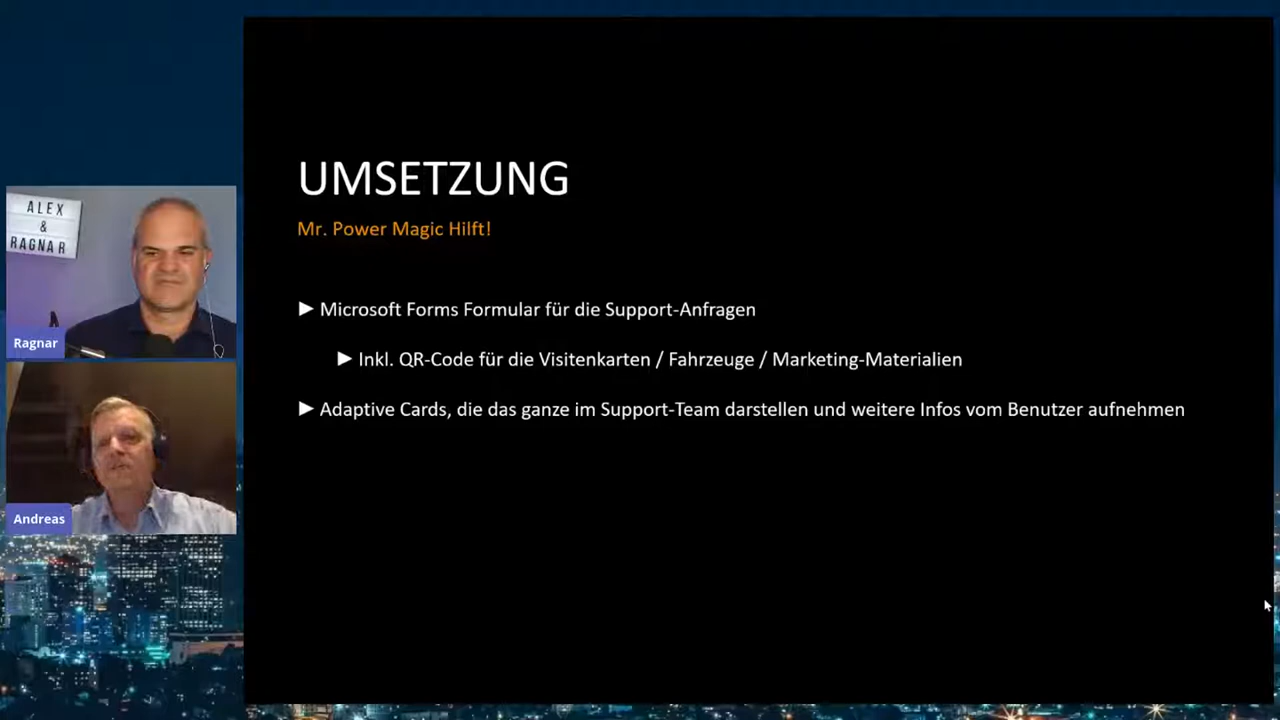 ALEX
&
RAGNAR
Ragnar
Andreas
UMSETZUNG
Mr. Power Magic Hilft!
Microsoft Forms Formular für die Support-Anfragen
Inkl. QR-Code für die Visitenkarten / Fahrzeuge / Marketing-Materialien
Adaptive Cards, die das ganze im Support-Team darstellen und weitere Infos vom Benutzer aufnehmen